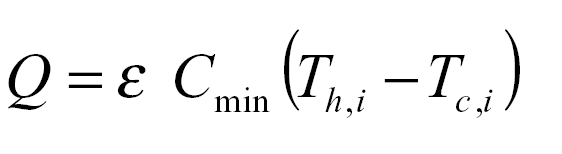 Q = ε C_min (T_h,i − T_c,i)